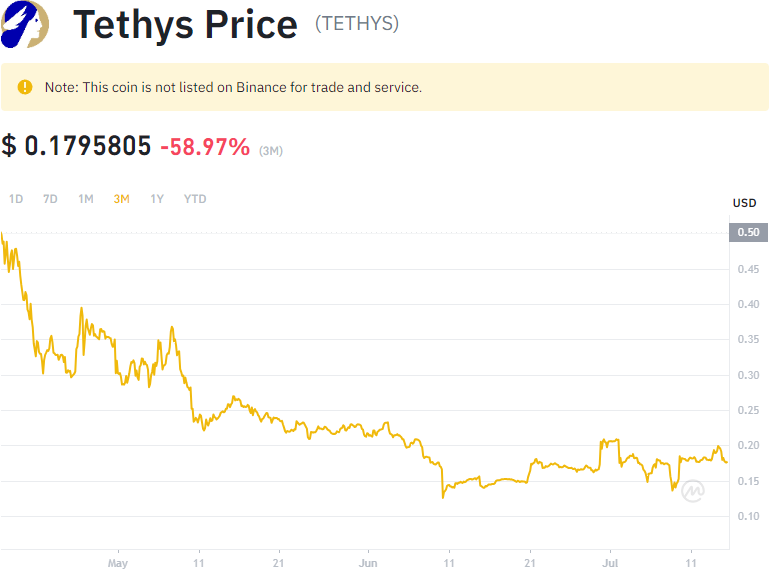 Tethys Price (TETHYS)
Note: This coin is not listed on Binance for trade and service.
$ 0.1795805 -58.97% (3M)
1D 7D 1M 3M 1Y YTD
USD
0.50
0.45
0.40
0.35
0.30
0.25
0.20
0.15
0.10
May 11 21 Jun 11 21 Jul 11